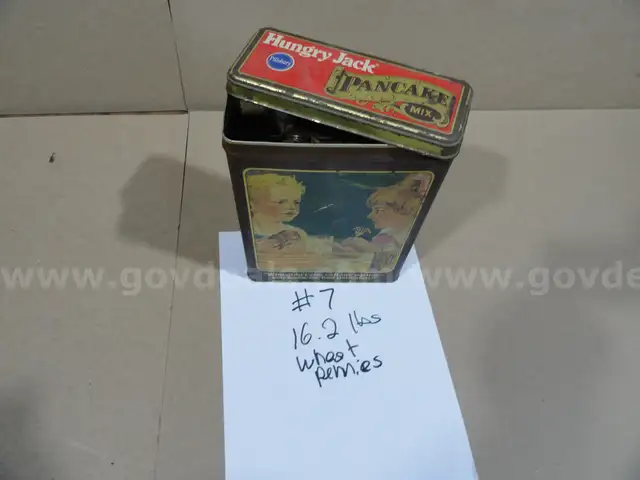 Hungry Jack®
Pillsbury
PANCAKE
MIX
#7
16.2 lbs
wheat
pennies